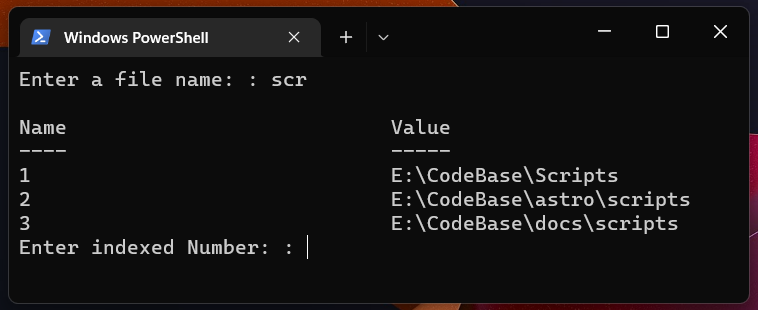 Windows PowerShell
Enter a file name: : scr
Name Value
---- -----
1 E:\CodeBase\Scripts
2 E:\CodeBase\astro\scripts
3 E:\CodeBase\docs\scripts
Enter indexed Number: :